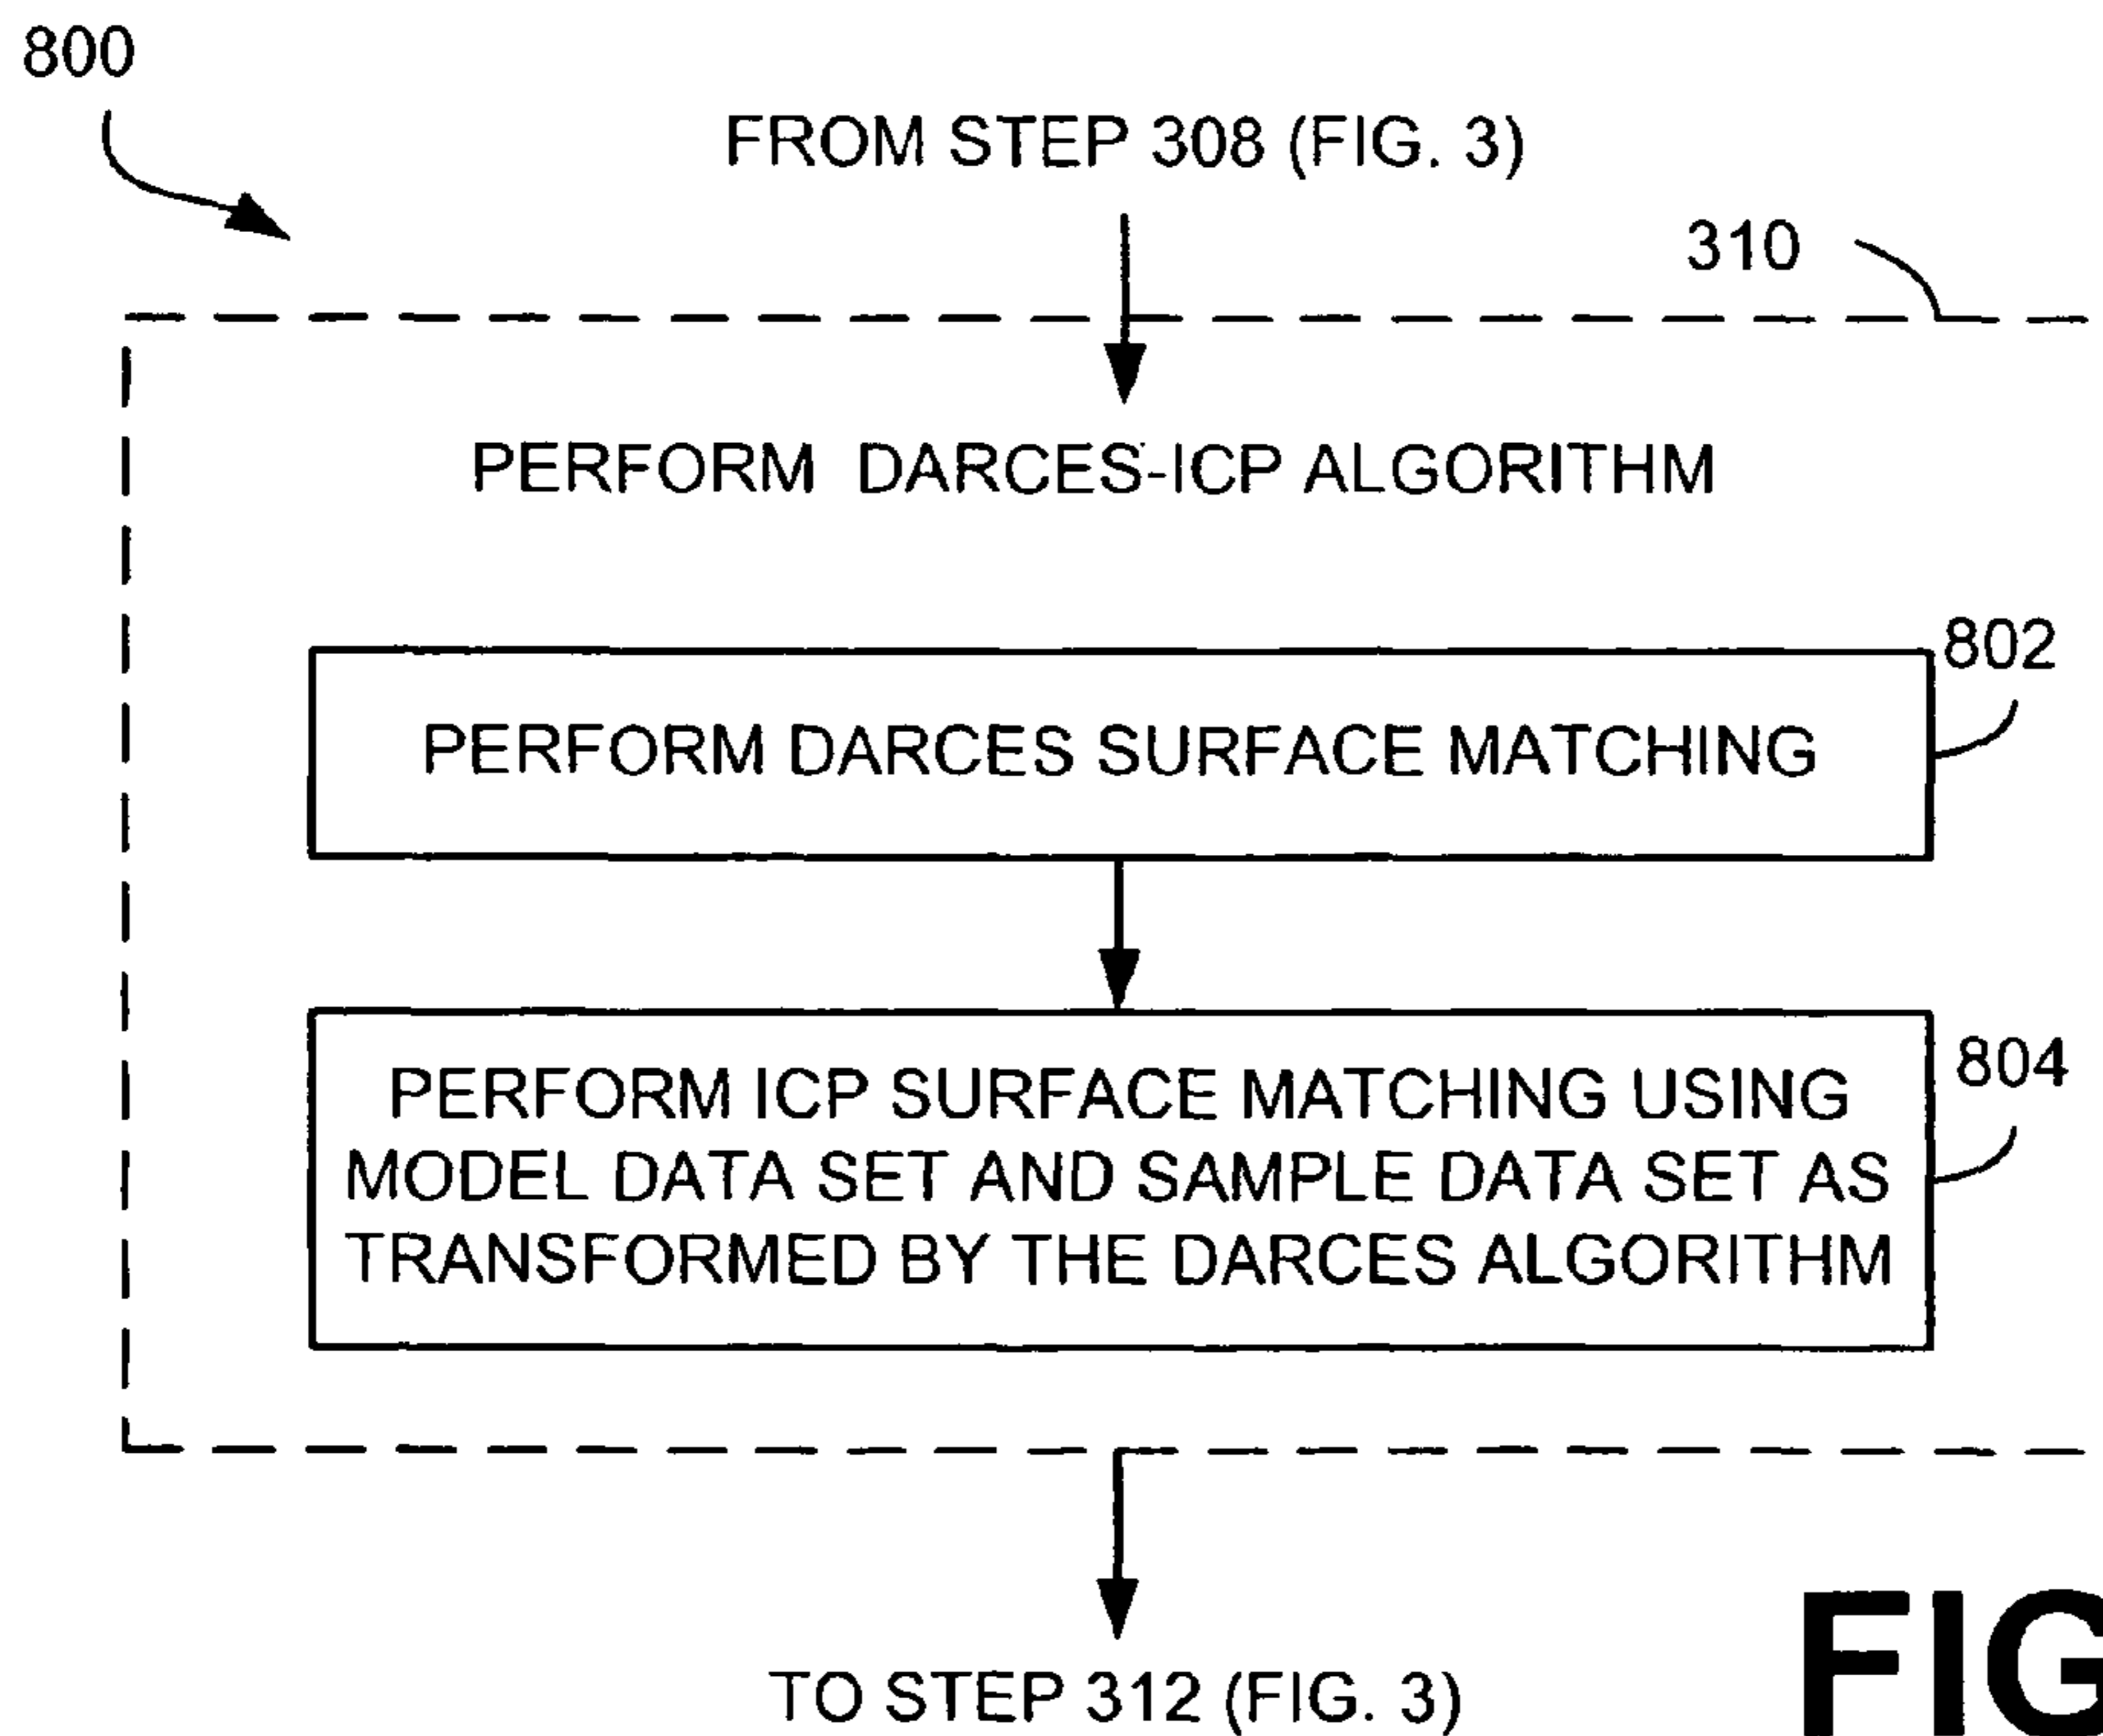 800
FROM STEP 308 (FIG. 3)
310
PERFORM DARCES-ICP ALGORITHM
802
PERFORM DARCES SURFACE MATCHING
804
PERFORM ICP SURFACE MATCHING USING
MODEL DATA SET AND SAMPLE DATA SET AS
TRANSFORMED BY THE DARCES ALGORITHM
TO STEP 312 (FIG. 3)
FIG